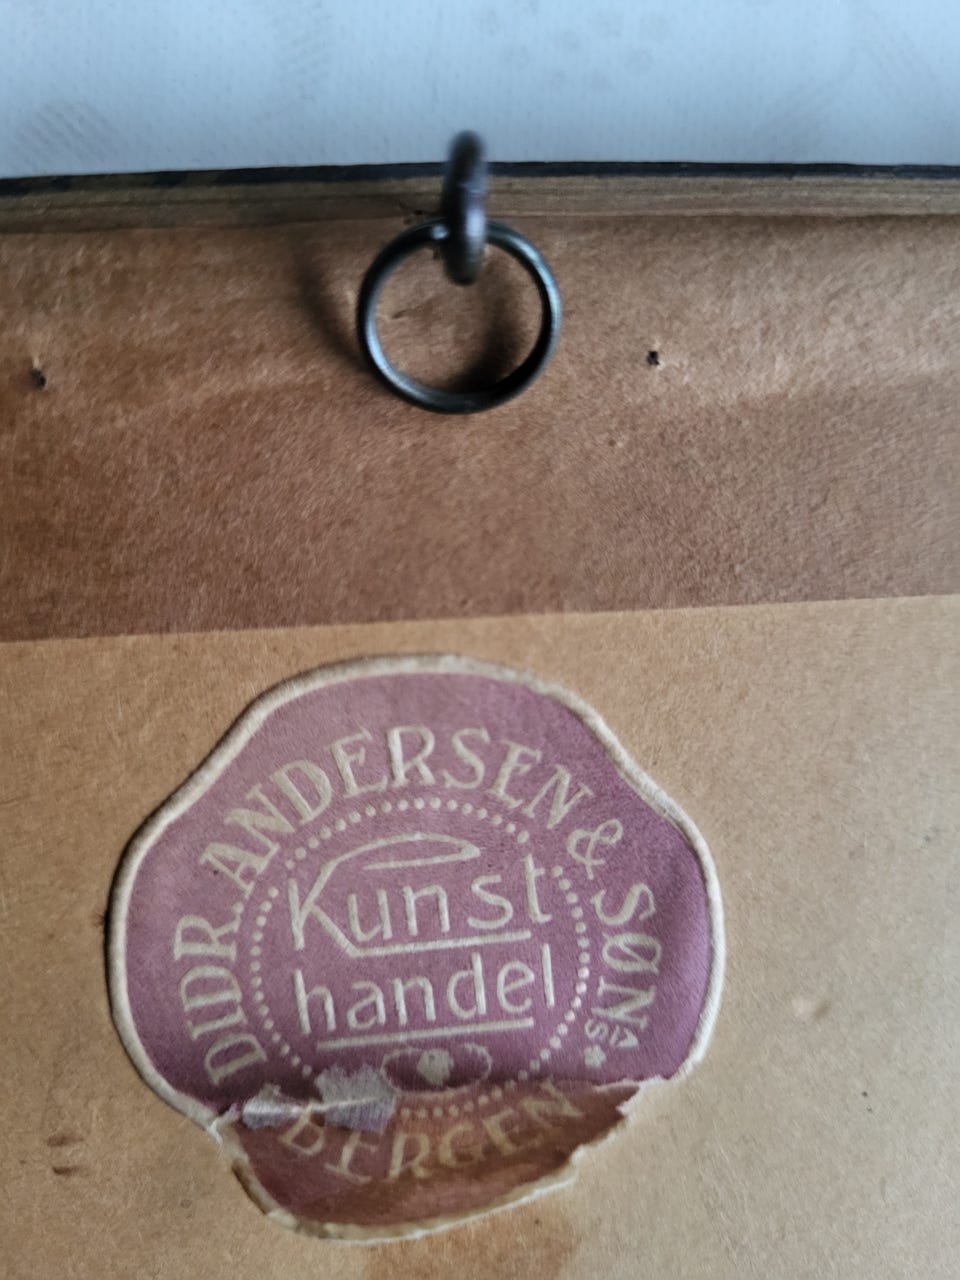 DIDR. ANDERSEN & SØN A/S
Kunst
handel
BERGEN